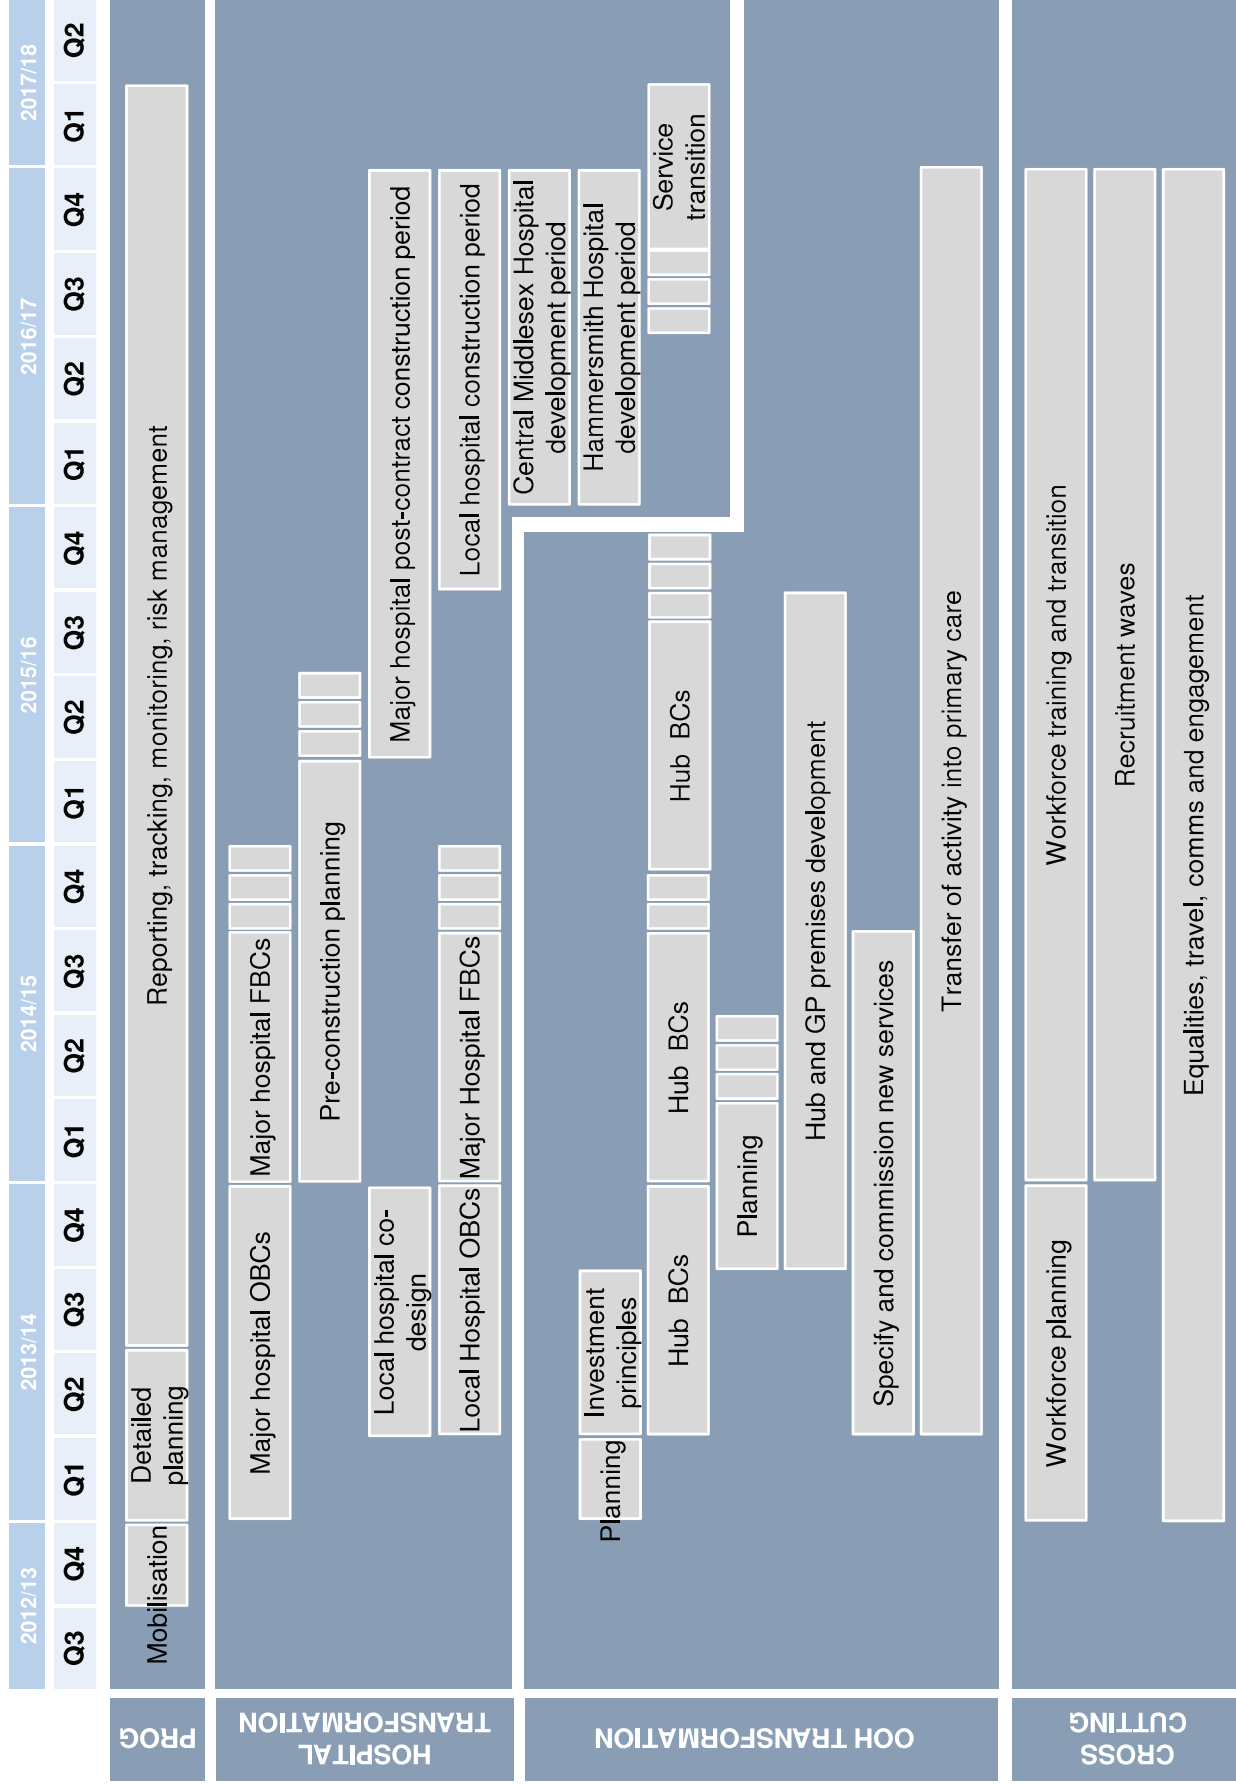 2012/13
2013/14
2014/15
2015/16
2016/17
2017/18
Q3
Q4
Q1
Q2
Q3
Q4
Q1
Q2
Q3
Q4
Q1
Q2
Q3
Q4
Q1
Q2
Q3
Q4
Q1
Q2
PROG
Mobilisation
Detailed
planning
Reporting, tracking, monitoring, risk management
HOSPITAL
TRANSFORMATION
Major hospital OBCs
Major hospital FBCs
Pre-construction planning
Local hospital co-
design
Major hospital post-contract construction period
Local Hospital OBCs
Major Hospital FBCs
Local hospital construction period
Central Middlesex Hospital
development period
Hammersmith Hospital
development period
Service
transition
OOH TRANSFORMATION
Planning
Investment
principles
Hub BCs
Hub BCs
Hub BCs
Planning
Hub and GP premises development
Specify and commission new services
Transfer of activity into primary care
CROSS
CUTTING
Workforce planning
Workforce training and transition
Recruitment waves
Equalities, travel, comms and engagement